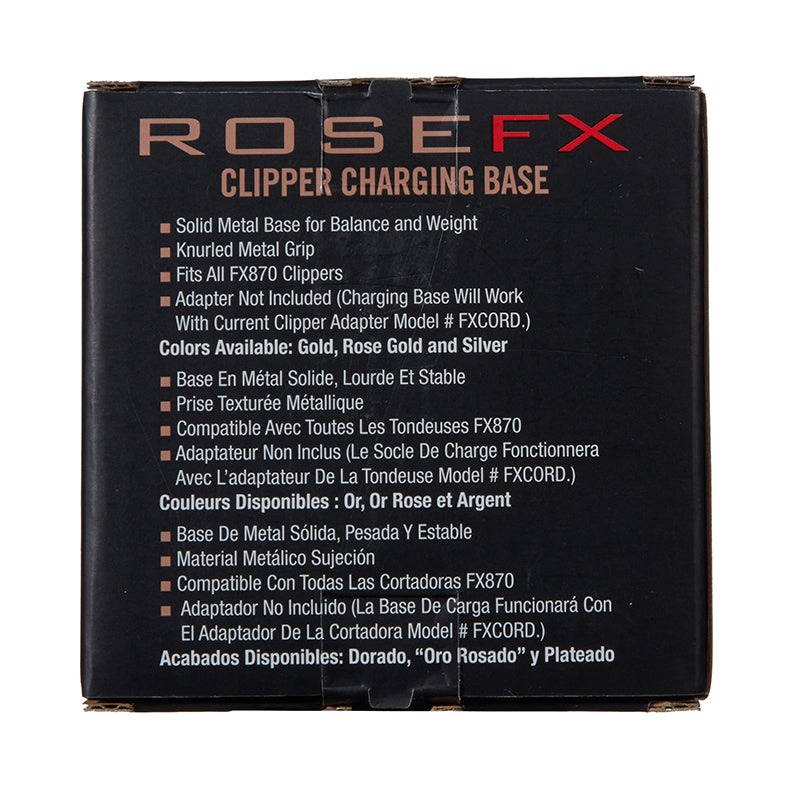 ROSEFX
CLIPPER CHARGING BASE
■ Solid Metal Base for Balance and Weight
■ Knurled Metal Grip
■ Fits All FX870 Clippers
■ Adapter Not Included (Charging Base Will Work
With Current Clipper Adapter Model # FXCORD.)
Colors Available: Gold, Rose Gold and Silver
■ Base En Métal Solide, Lourde Et Stable
■ Prise Texturée Métallique
■ Compatible Avec Toutes Les Tondeuses FX870
■ Adaptateur Non Inclus (Le Socle De Charge Fonctionnera
Avec L'adaptateur De La Tondeuse Model # FXCORD.)
Couleurs Disponibles : Or, Or Rose et Argent
■ Base De Metal Sólida, Pesada Y Estable
■ Material Metálico Sujeción
■ Compatible Con Todas Las Cortadoras FX870
■ Adaptador No Incluido (La Base De Carga Funcionará Con
El Adaptador De La Cortadora Model # FXCORD.)
Acabados Disponibles: Dorado, “Oro Rosado” y Plateado